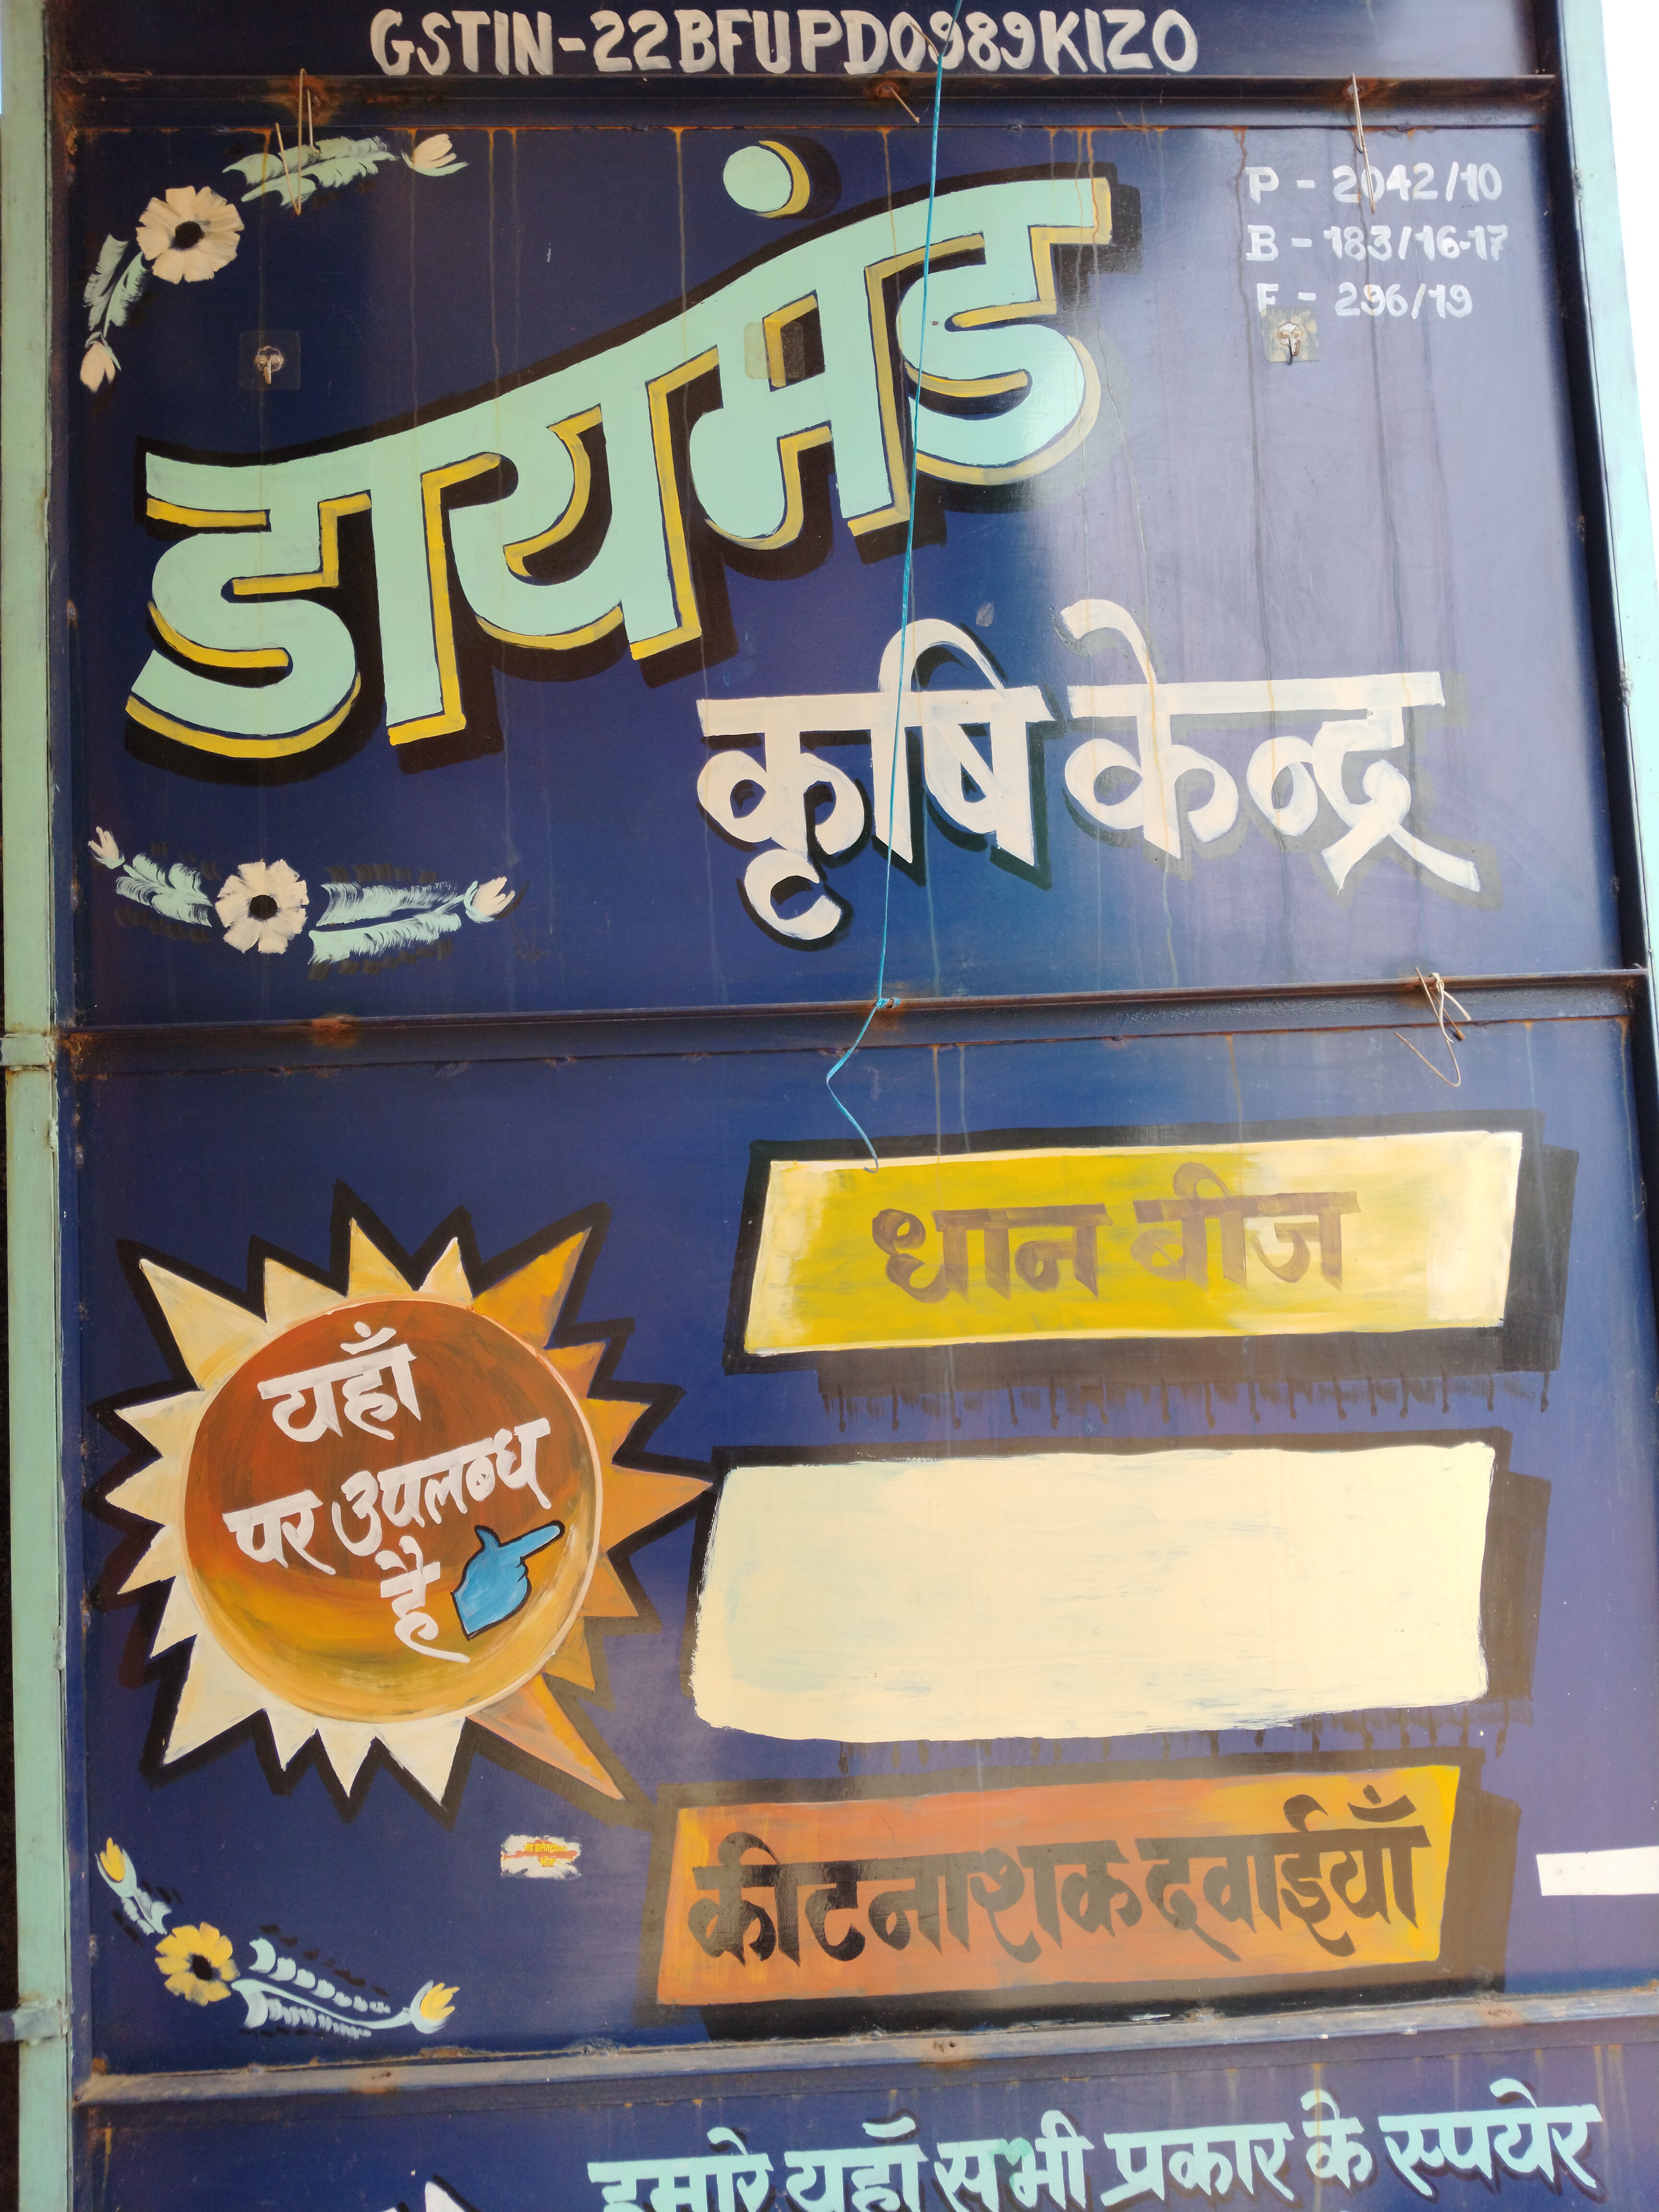 GSTIN-22BFUPD0989K1ZO
P - 2042/10
B - 183/16-17
F - 296/19
डायमंड
कृषि केन्द्र
धान बीज
यहाँ
पर उपलब्ध
है
कीटनाशक दवाईयाँ
हमारे यहाँ सभी प्रकार के स्पयेर